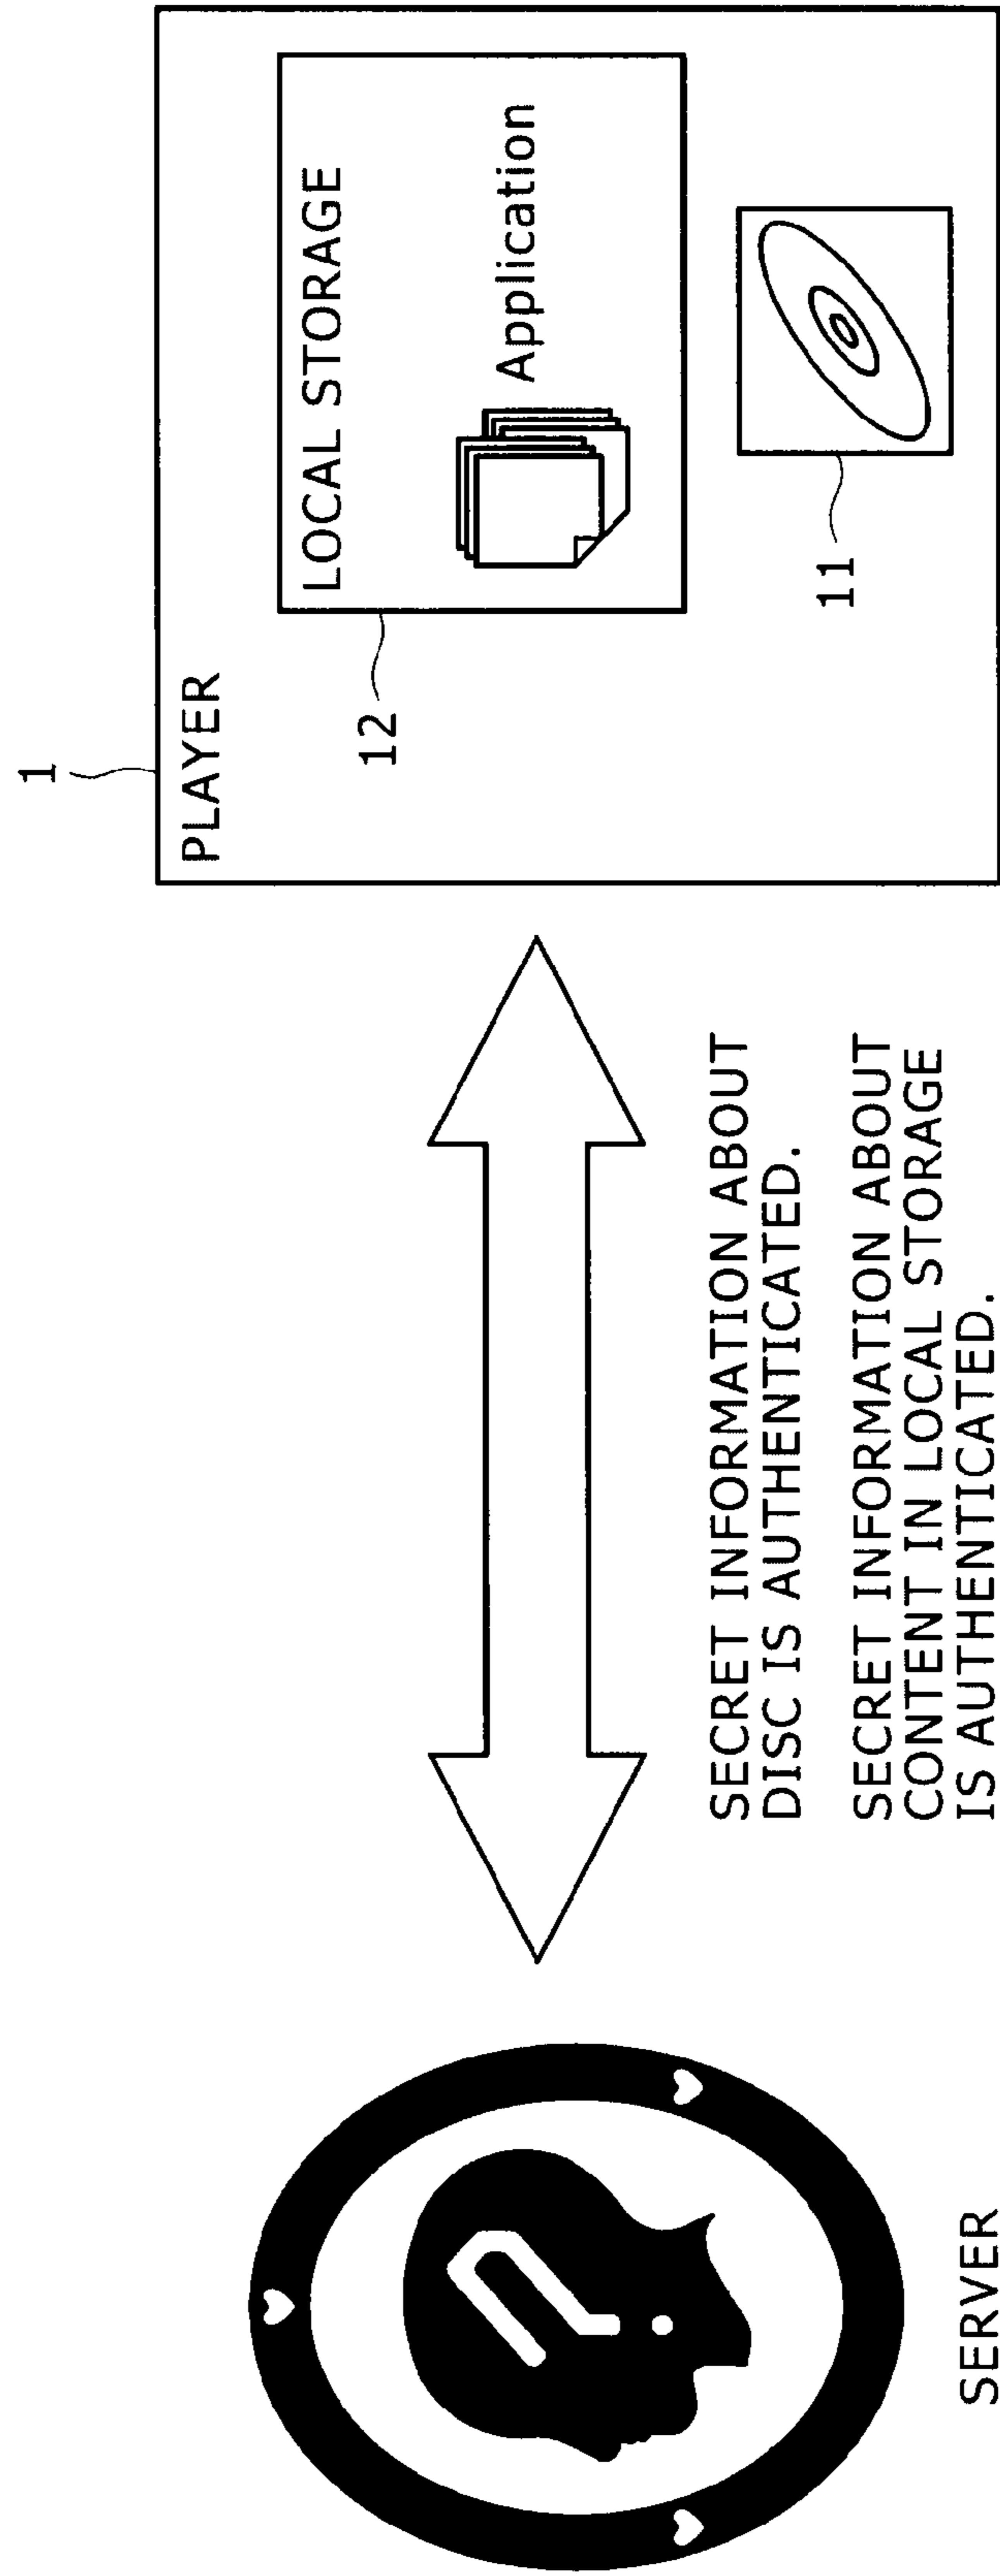 1
PLAYER
LOCAL STORAGE
Application
12
11
SECRET INFORMATION ABOUT
DISC IS AUTHENTICATED.
SECRET INFORMATION ABOUT
CONTENT IN LOCAL STORAGE
IS AUTHENTICATED.
SERVER